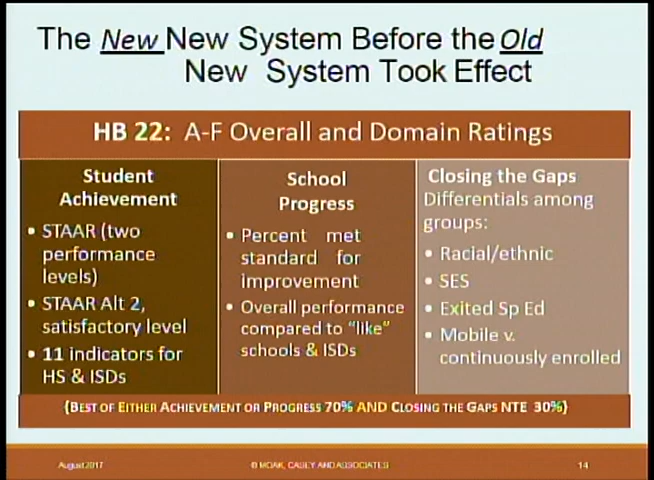 The New New System Before the Old
New System Took Effect
HB 22: A-F Overall and Domain Ratings
Student
Achievement
• STAAR (two
performance
levels)
• STAAR Alt 2,
satisfactory level
• 11 indicators for
HS & ISDs
School
Progress
• Percent met
standard for
improvement
• Overall performance
compared to "like"
schools & ISDs
Closing the Gaps
Differentials among
groups:
• Racial/ethnic
• SES
• Exited Sp Ed
• Mobile v.
continuously enrolled
(BEST OF EITHER ACHIEVEMENT OR PROGRESS 70% AND CLOSING THE GAPS NTE 30%)
August 2017
© MOAK, CASEY AND ASSOCIATES
14